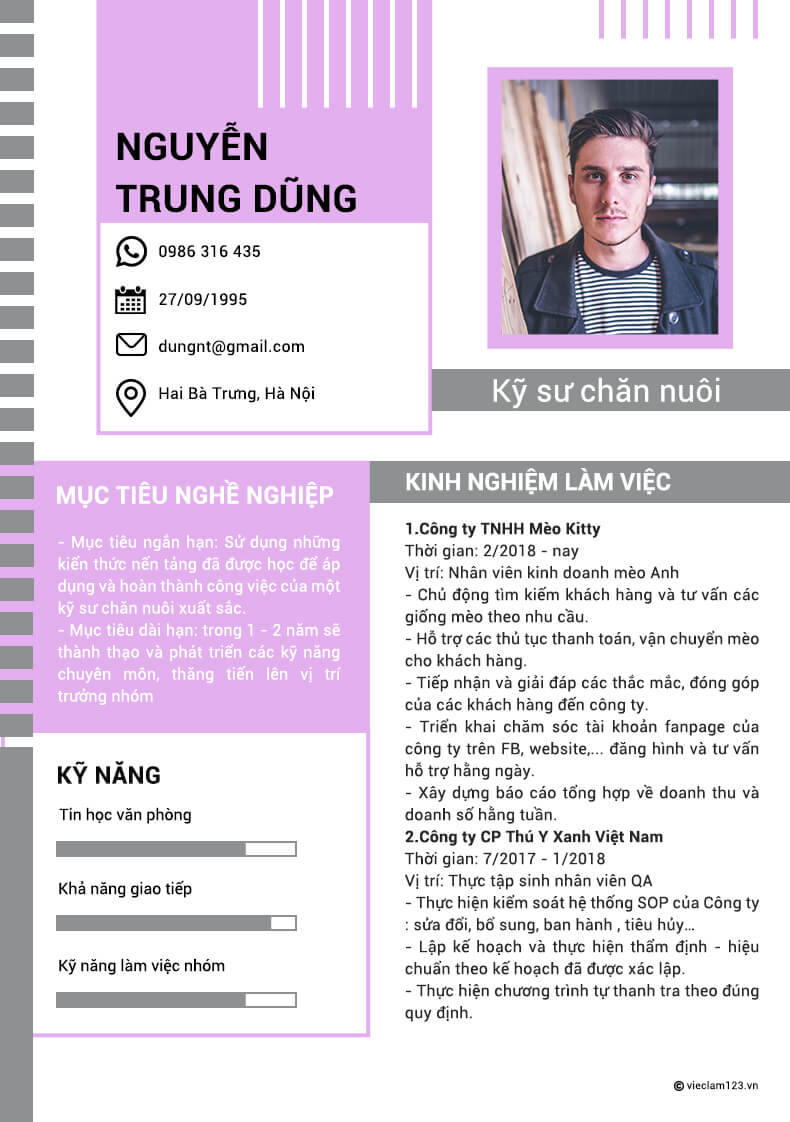 NGUYỄN
TRUNG DŨNG
0986 316 435
27/09/1995
dungnt@gmail.com
Hai Bà Trưng, Hà Nội
Kỹ sư chăn nuôi
MỤC TIÊU NGHỀ NGHIỆP
- Mục tiêu ngắn hạn: Sử dụng những
kiến thức nến tảng đã được học để áp
dụng và hoàn thành công việc của một
kỹ sư chăn nuôi xuất sắc.
- Mục tiêu dài hạn: trong 1 - 2 năm sẽ
thành thạo và phát triển các kỹ năng
chuyên môn, thăng tiến lên vị trí
trưởng nhóm
KỸ NĂNG
Tin học văn phòng
Khả năng giao tiếp
Kỹ năng làm việc nhóm
KINH NGHIỆM LÀM VIỆC
1.Công ty TNHH Mèo Kitty
Thời gian: 2/2018 - nay
Vị trí: Nhân viên kinh doanh mèo Anh
- Chủ động tìm kiếm khách hàng và tư vấn các
giống mèo theo nhu cầu.
- Hỗ trợ các thủ tục thanh toán, vận chuyển mèo
cho khách hàng.
- Tiếp nhận và giải đáp các thắc mắc, đóng góp
của các khách hàng đến công ty.
- Triển khai chăm sóc tài khoản fanpage của
công ty trên FB, website,... đăng hình và tư vấn
hỗ trợ hằng ngày.
- Xây dựng báo cáo tổng hợp về doanh thu và
doanh số hằng tuần.
2.Công ty CP Thú Y Xanh Việt Nam
Thời gian: 7/2017 - 1/2018
Vị trí: Thực tập sinh nhân viên QA
- Thực hiện kiểm soát hệ thống SOP của Công ty
: sửa đổi, bổ sung, ban hành , tiêu hủy…
- Lập kế hoạch và thực hiện thẩm định - hiệu
chuẩn theo kế hoạch đã được xác lập.
- Thực hiện chương trình tự thanh tra theo đúng
quy định.
© vieclam123.vn